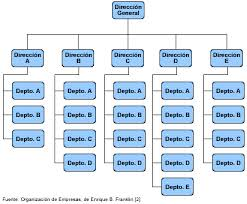 Dirección
General
Dirección
A
Dirección
B
Dirección
C
Dirección
D
Dirección
E
Depto. A
Depto. A
Depto. A
Depto. A
Depto. A
Depto. B
Depto. B
Depto. B
Depto. B
Depto. B
Depto. C
Depto. C
Depto. C
Depto. C
Depto. C
Depto. D
Depto. D
Depto. D
Depto. D
Depto. E
Fuente: Organización de Empresas, de Enrique B. Franklin [2]